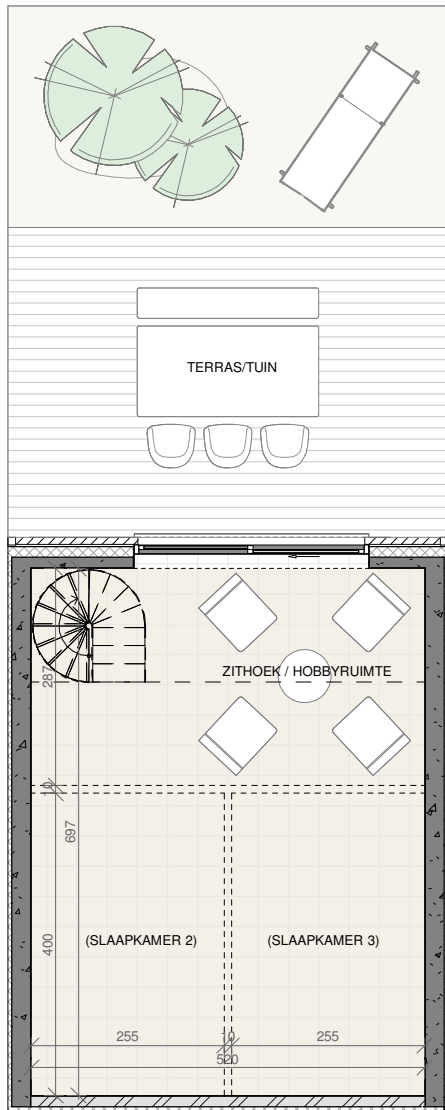 TERRAS/TUIN
ZITHOEK / HOBBYRUIMTE
287
10
697
400
(SLAAPKAMER 2)
(SLAAPKAMER 3)
255
10
255
520